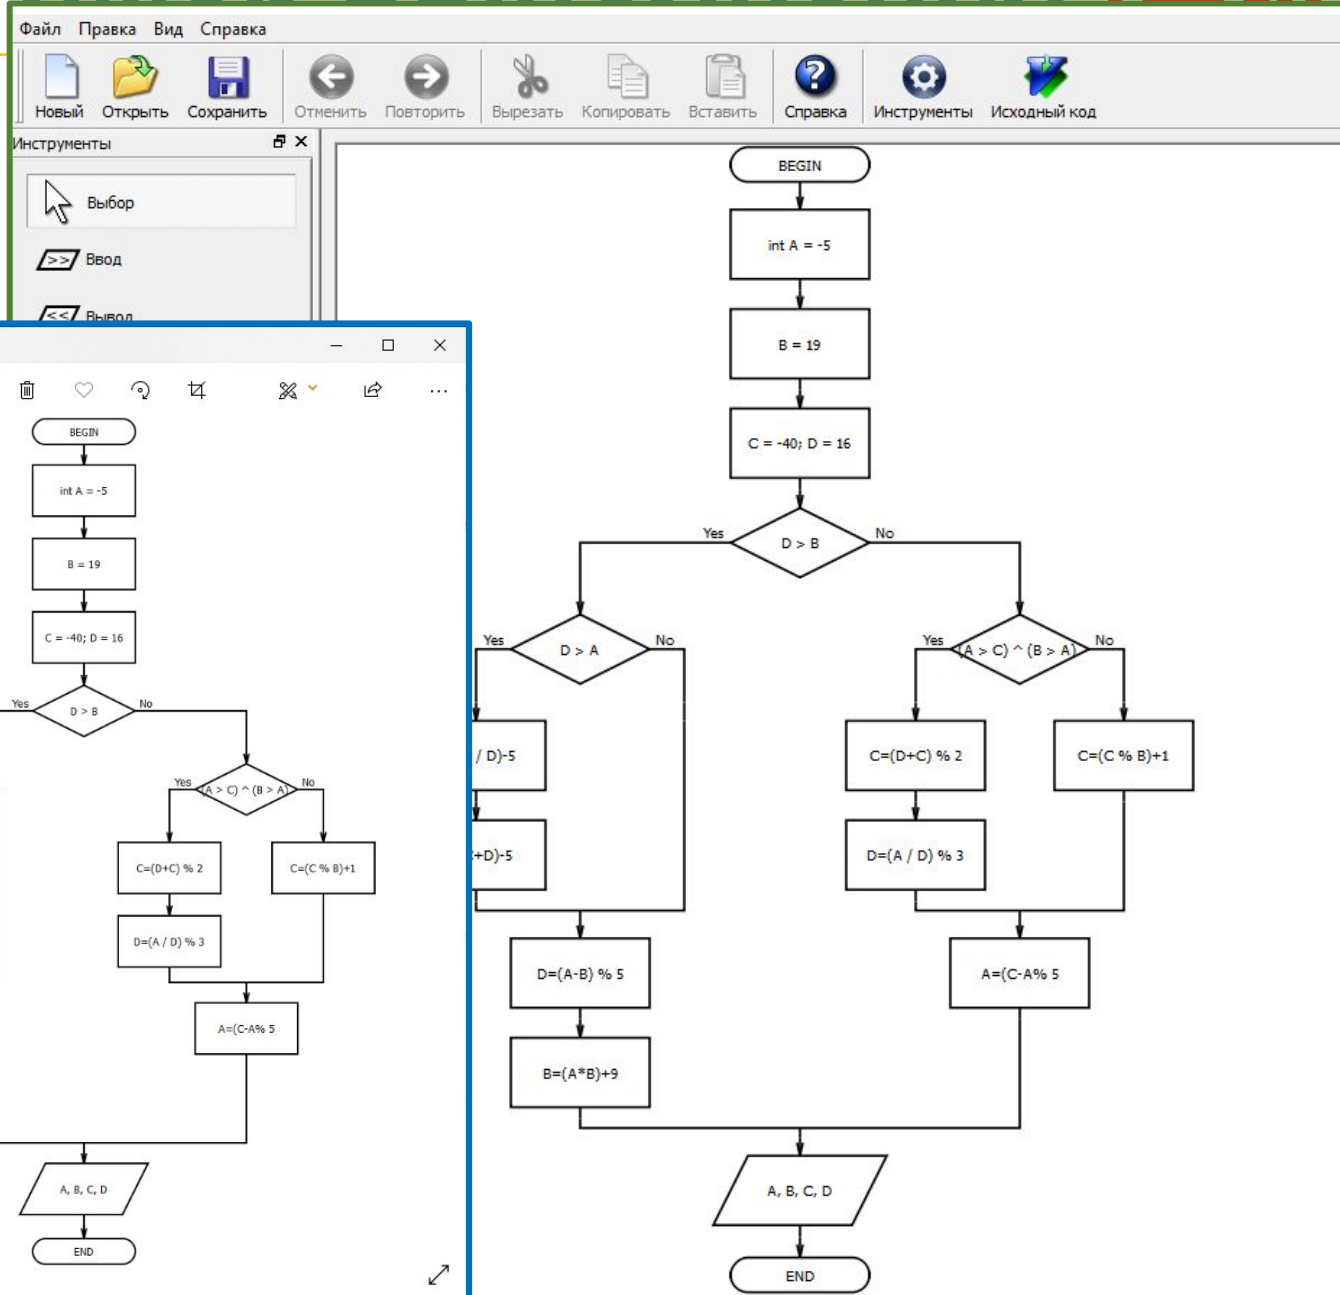 Файл Правка Вид Справка
Новый Открыть Сохранить Отменить Повторить Вырезать Копировать Вставить Справка Инструменты Исходный код
Инструменты
Выбор
>> Ввод
<< Вывод
BEGIN
int A = -5
B = 19
C = -40; D = 16
Yes D > B No
Yes (A > C) ^ (B > A) No
C=(D+C) % 2 C=(C % B)+1
D=(A / D) % 3
A=(C-A% 5
A, B, C, D
END
BEGIN
int A = -5
B = 19
C = -40; D = 16
Yes D > B No
Yes D > A No Yes (A > C) ^ (B > A) No
/ D)-5 C=(D+C) % 2 C=(C % B)+1
+D)-5 D=(A / D) % 3
D=(A-B) % 5 A=(C-A% 5
B=(A*B)+9
A, B, C, D
END